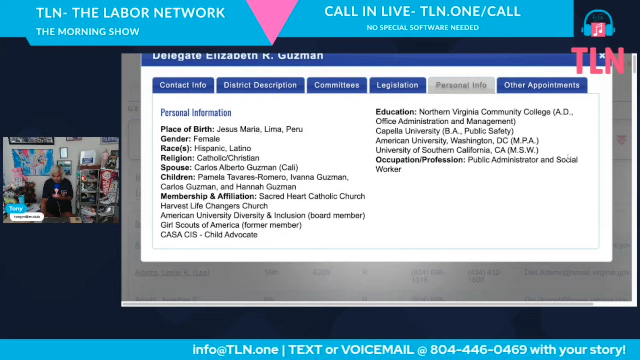 TLN- THE LABOR NETWORK
THE MORNING SHOW
CALL IN LIVE- TLN.ONE/CALL
NO SPECIAL SOFTWARE NEEDED
TLN
Delegate Elizabeth R. Guzman
Contact Info
District Description
Committees
Legislation
Personal Info
Other Appointments
Personal Information
Place of Birth: Jesus Maria, Lima, Peru
Gender: Female
Race(s): Hispanic, Latino
Religion: Catholic/Christian
Spouse: Carlos Alberto Guzman (Cali)
Children: Pamela Tavares-Romero, Ivanna Guzman,
Carlos Guzman, and Hannah Guzman
Membership & Affiliation: Sacred Heart Catholic Church
Harvest Life Changers Church
American University Diversity & Inclusion (board member)
Girl Scouts of America (former member)
CASA CIS - Child Advocate
Education: Northern Virginia Community College (A.D.,
Office Administration and Management)
Capella University (B.A., Public Safety)
American University, Washington, DC (M.P.A.)
University of Southern California, CA (M.S.W.)
Occupation/Profession: Public Administrator and Social
Worker
Tony
info@TLN.one | TEXT or VOICEMAIL @ 804-446-0469 with your story!